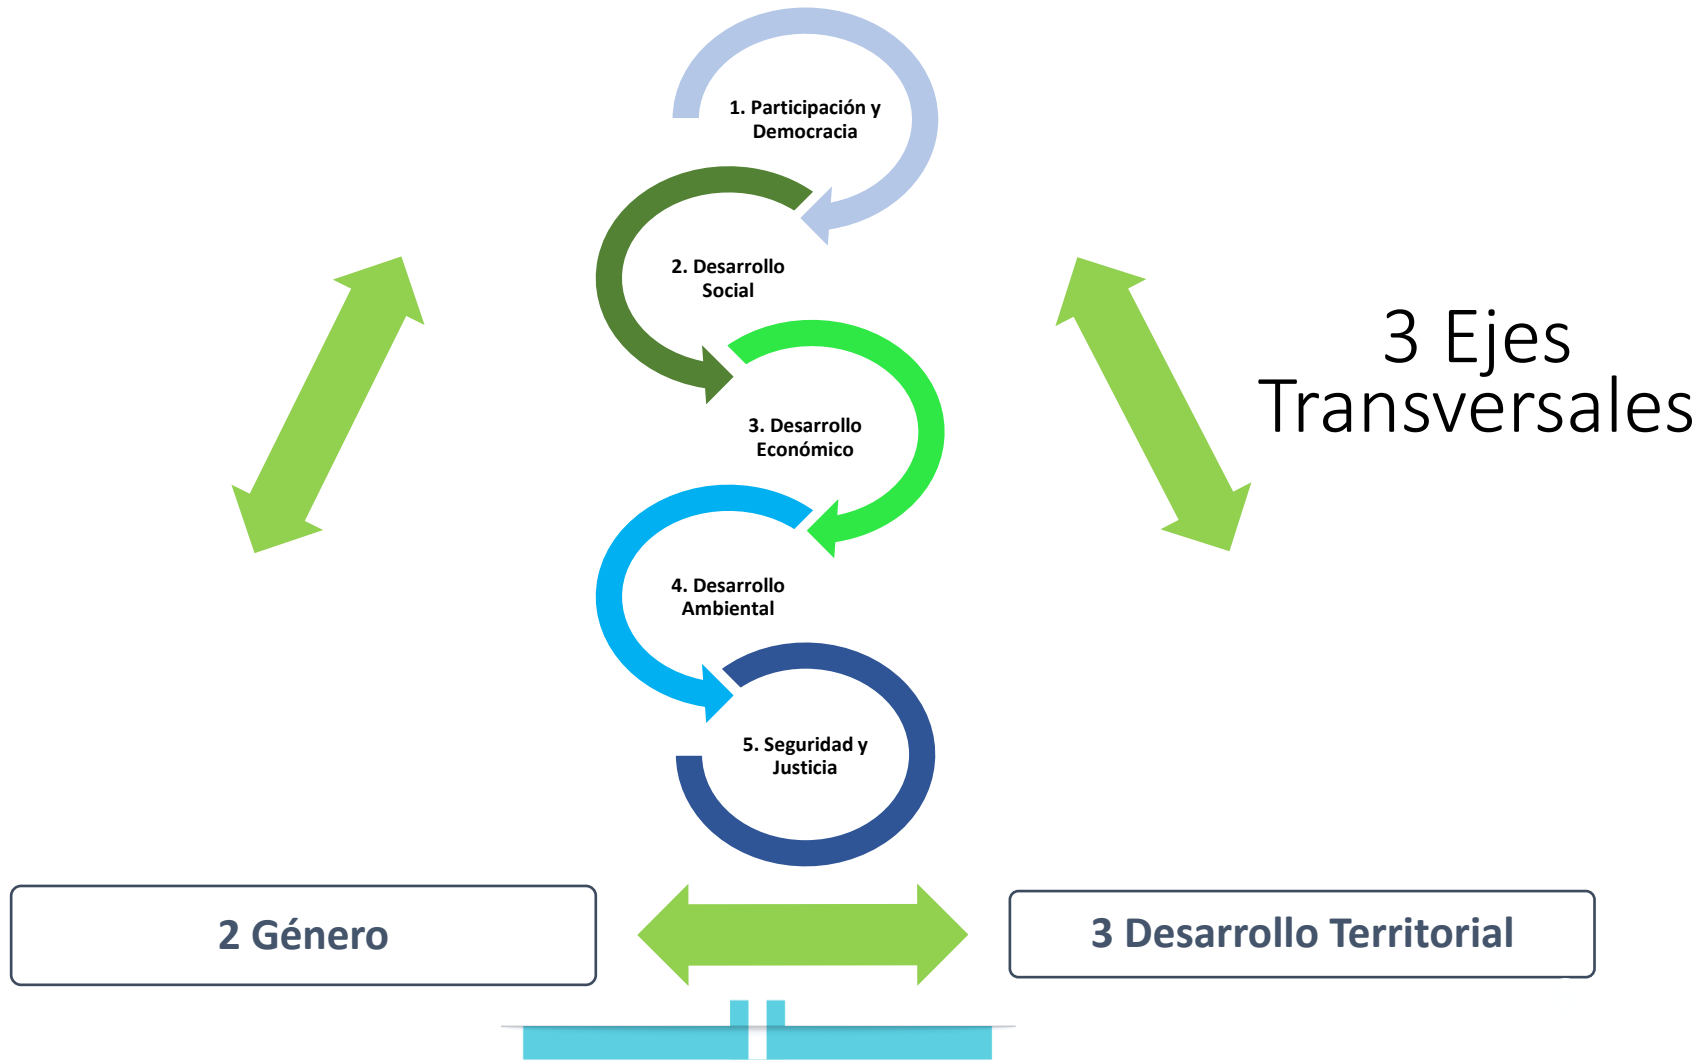 1. Participación y
Democracia
2. Desarrollo
Social
3 Ejes
Transversales
3. Desarrollo
Económico
4. Desarrollo
Ambiental
5. Seguridad y
Justicia
2 Género
3 Desarrollo Territorial